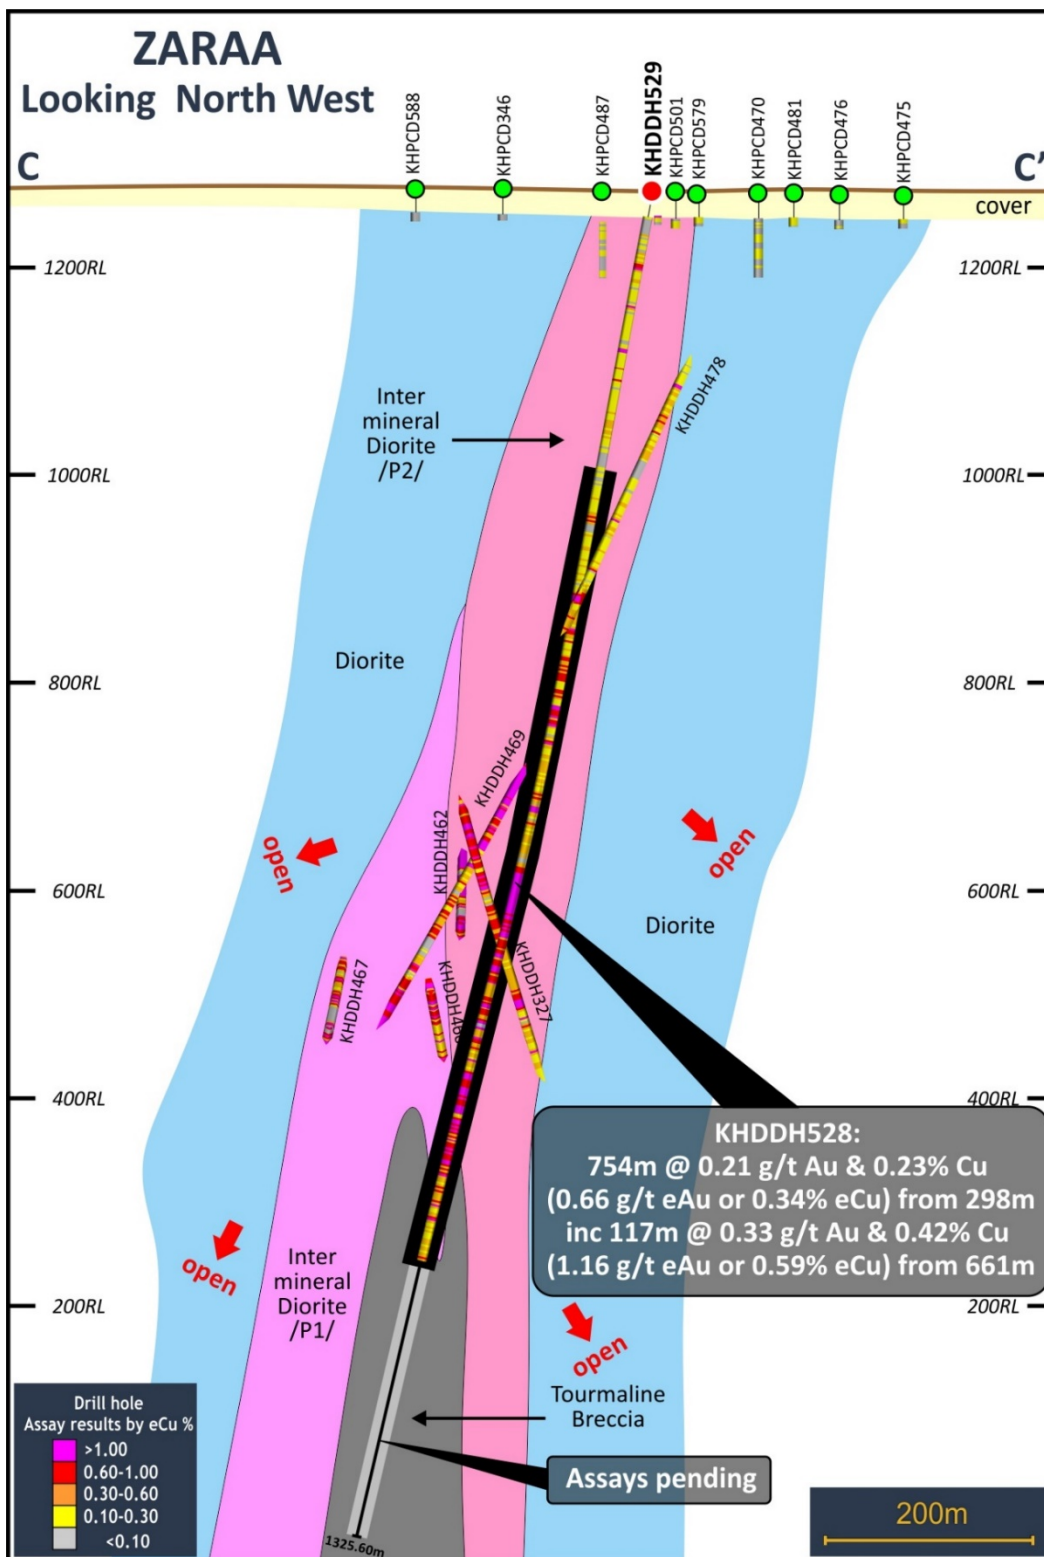 ZARAA
Looking North West
C
C'
KHPCD588
KHPCD346
KHPCD487
KHDDH529
KHPCD501
KHPCD579
KHPCD470
KHPCD481
KHPCD476
KHPCD475
cover
1200RL
1200RL
KHDDH478
Inter
mineral
Diorite
/P2/
1000RL
1000RL
Diorite
800RL
800RL
KHDDH469
KHDDH462
open
open
600RL
600RL
Diorite
KHDDH467
KHDDH327
400RL
400RL
KHDDH528:
754m @ 0.21 g/t Au & 0.23% Cu
(0.66 g/t eAu or 0.34% eCu) from 298m
inc 117m @ 0.33 g/t Au & 0.42% Cu
(1.16 g/t eAu or 0.59% eCu) from 661m
open
Inter
mineral
Diorite
/P1/
200RL
200RL
open
Tourmaline
Breccia
Assays pending
1325.60m
Drill hole
Assay results by eCu %
>1.00
0.60-1.00
0.30-0.60
0.10-0.30
<0.10
200m